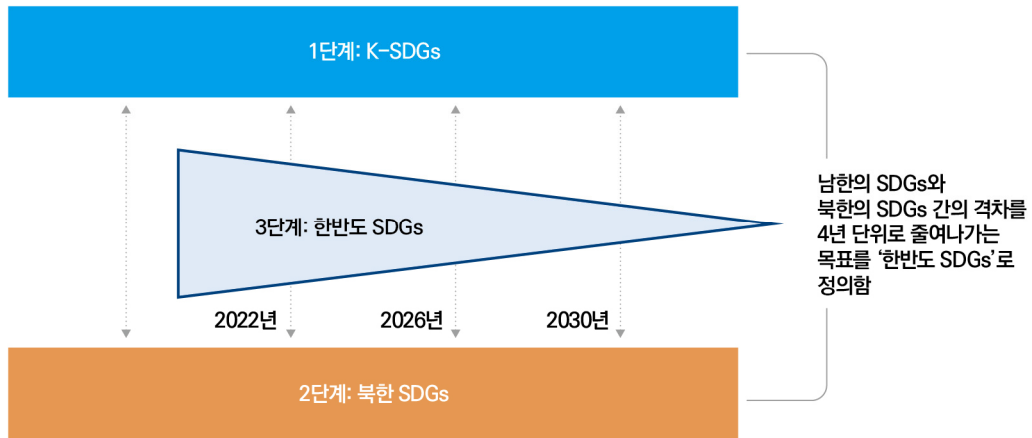 1단계: K-SDGs
3단계: 한반도 SDGs
2022년
2026년
2030년
2단계: 북한 SDGs
남한의 SDGs와
북한의 SDGs 간의 격차를
4년 단위로 줄여나가는
목표를 ‘한반도 SDGs’로
정의함